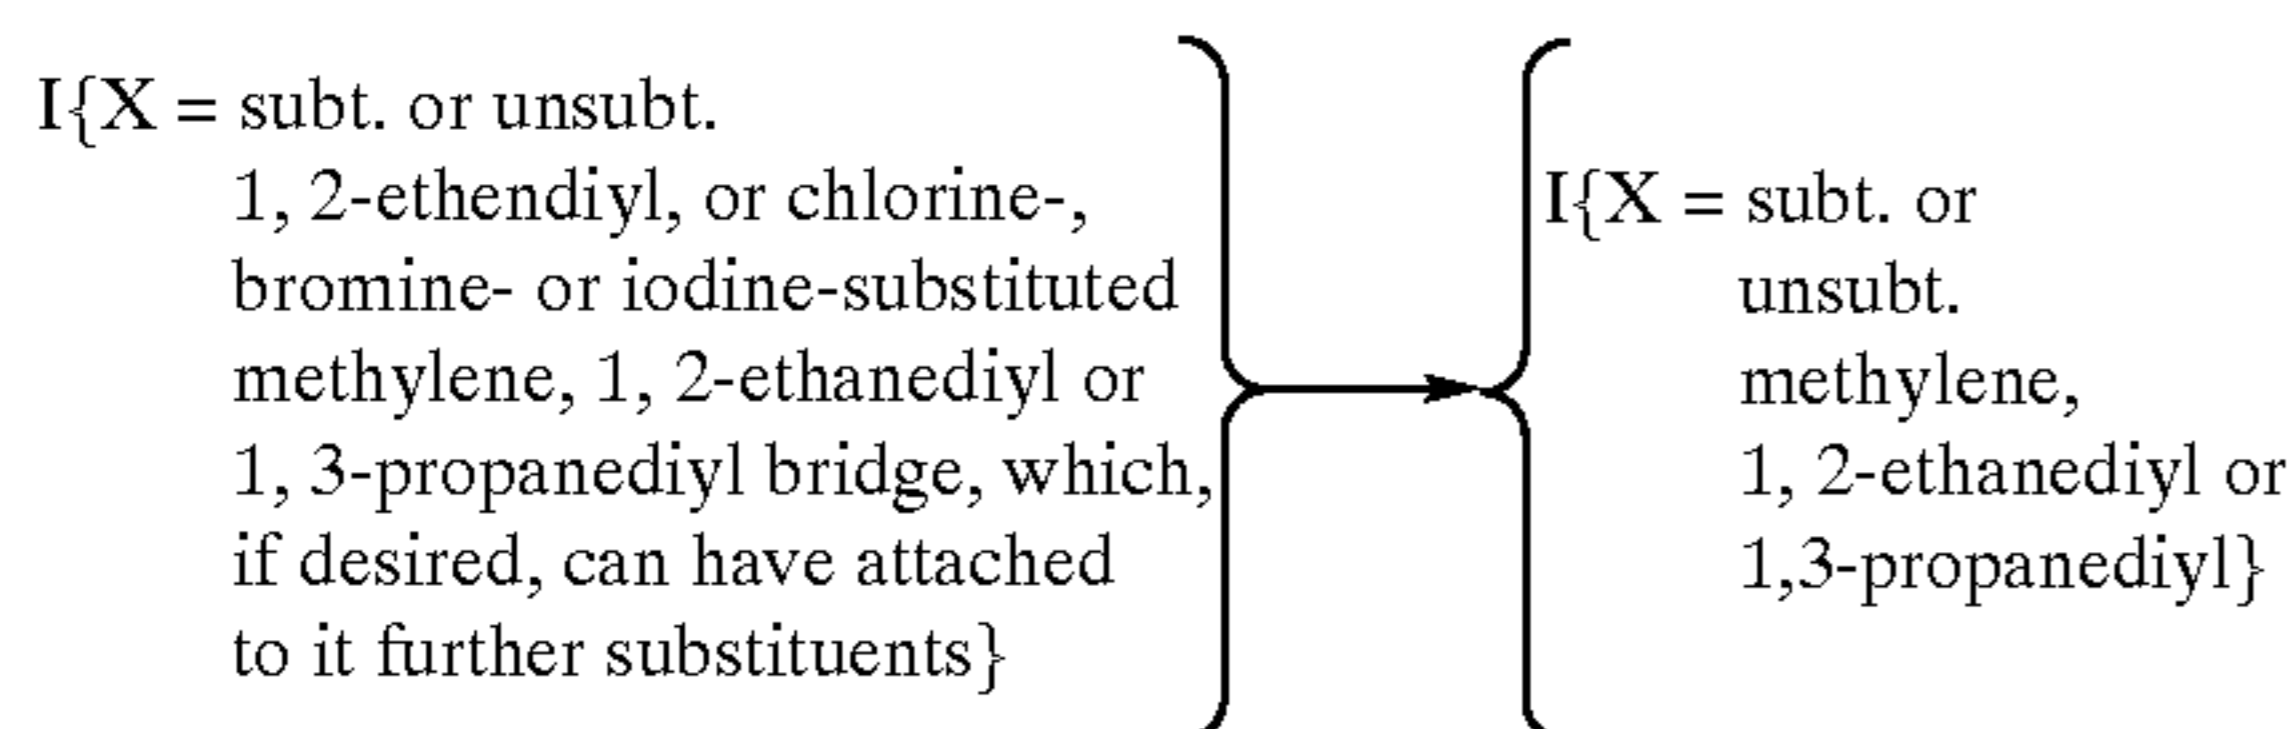 I{X = subt. or unsubt.
1, 2-ethendiyl, or chlorine-,
bromine- or iodine-substituted
methylene, 1, 2-ethanediyl or
1, 3-propanediyl bridge, which,
if desired, can have attached
to it further substituents}
I{X = subt. or
unsubt.
methylene,
1, 2-ethanediyl or
1,3-propanediyl}